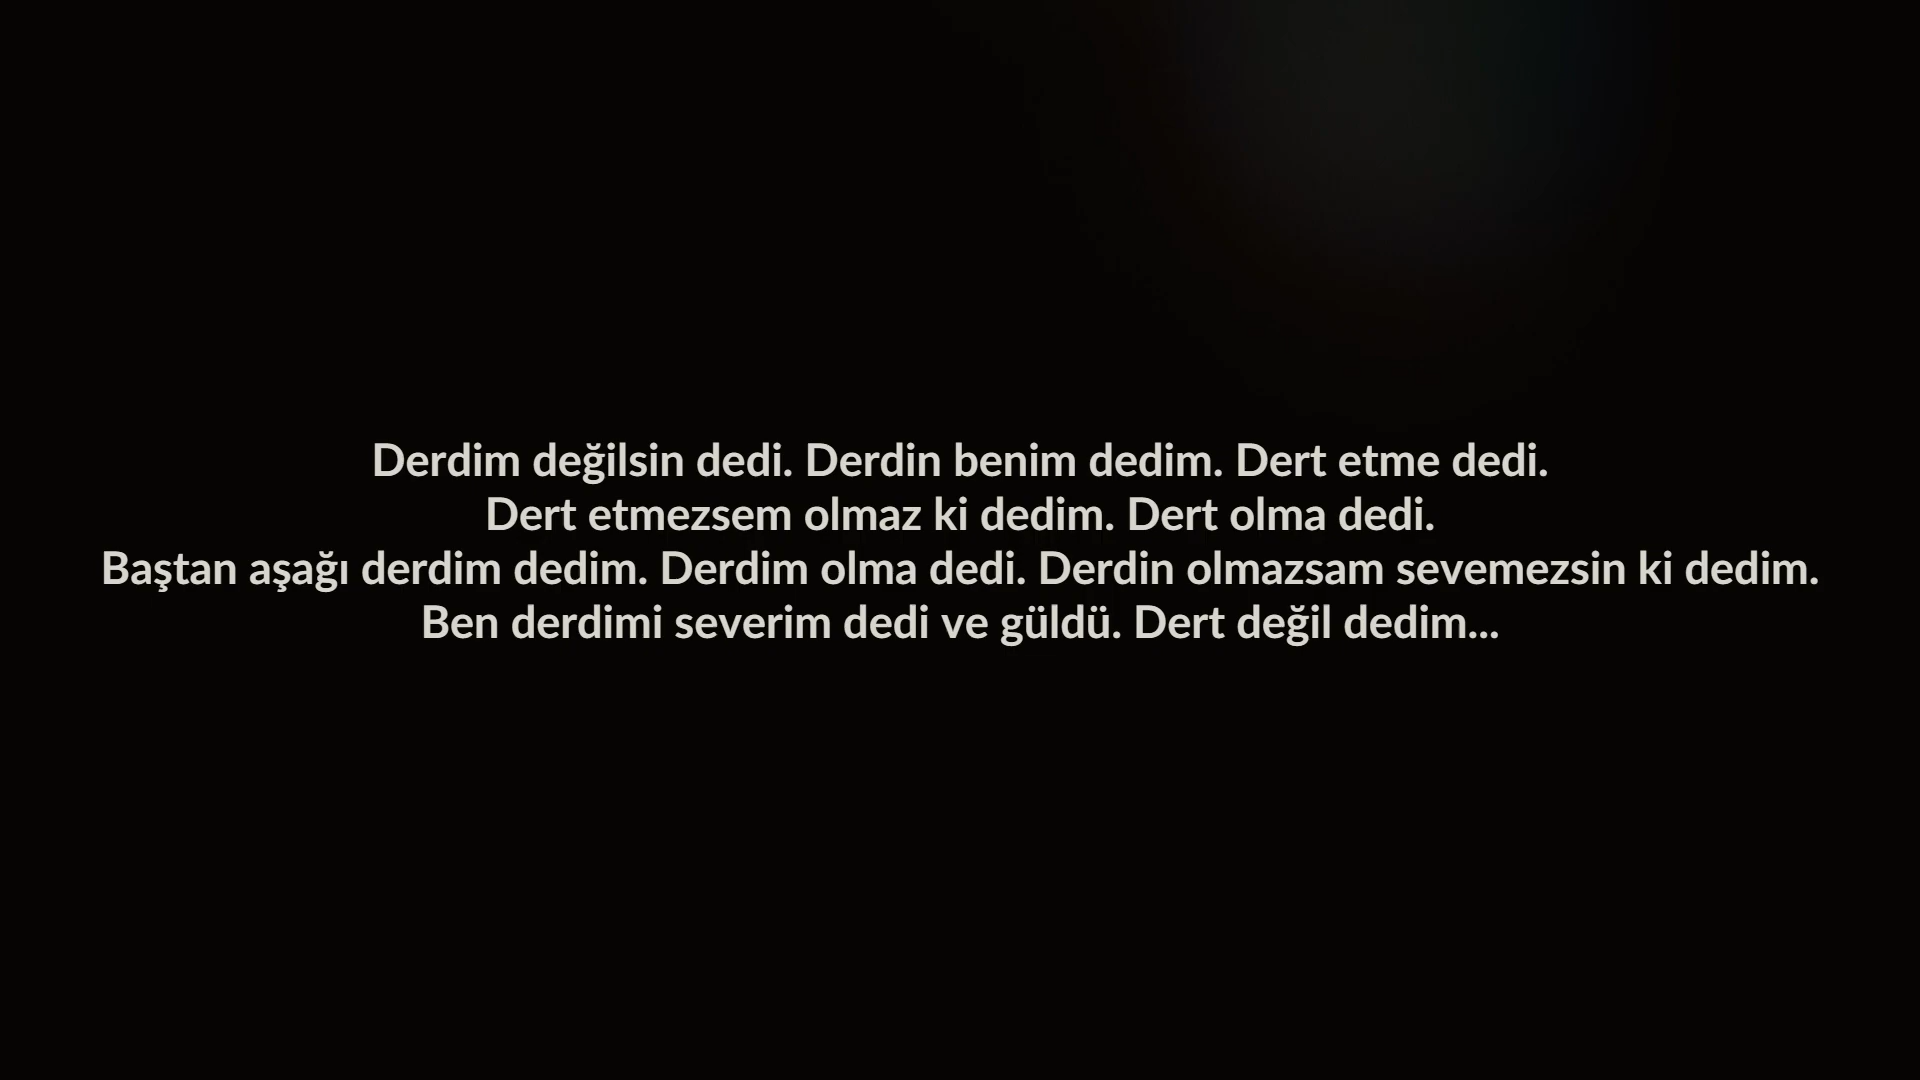 Derdim değilsin dedi. Derdin benim dedim. Dert etme dedi.
Dert etmezsem olmaz ki dedim. Dert olma dedi.
Baştan aşağı derdim dedim. Derdim olma dedi. Derdin olmazsam sevemezsin ki dedim.
Ben derdimi severim dedi ve güldü. Dert değil dedim...